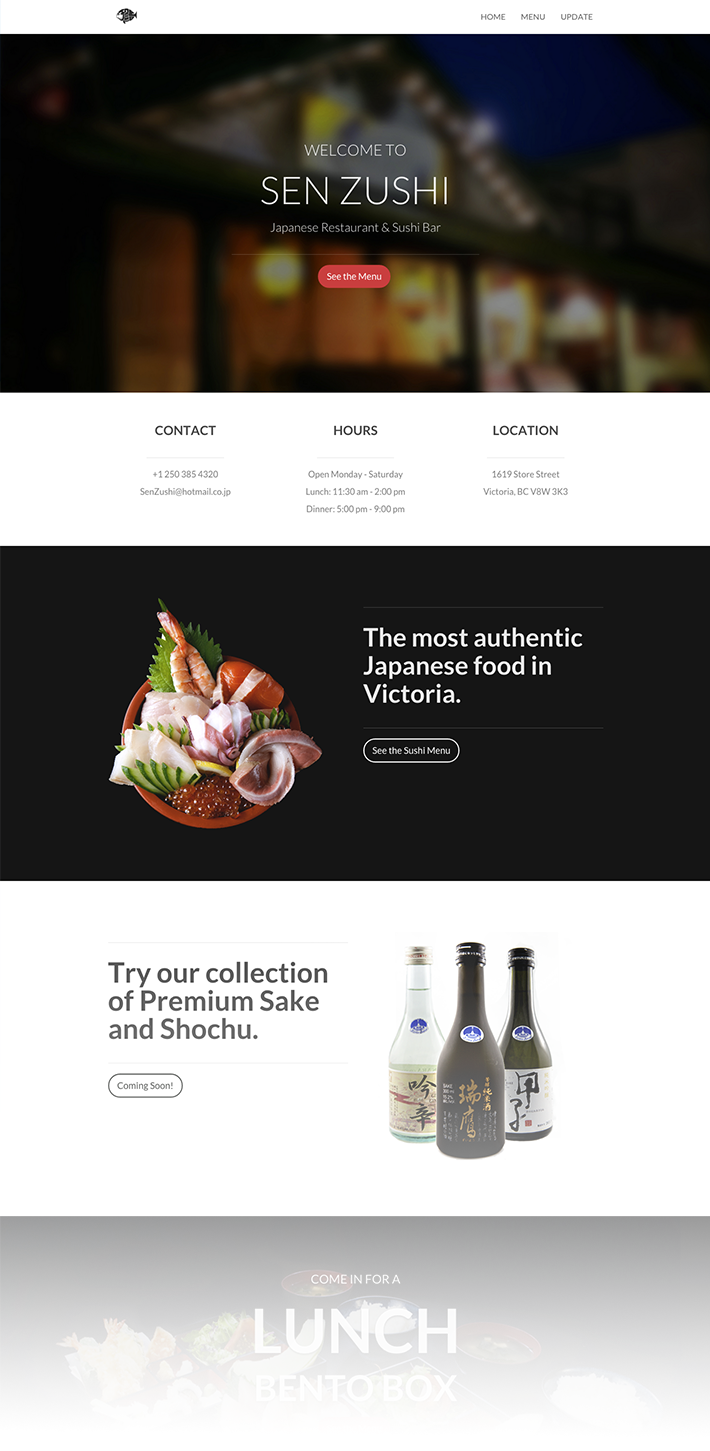 HOME MENU UPDATE
WELCOME TO
SEN ZUSHI
Japanese Restaurant & Sushi Bar
See the Menu
CONTACT
+1 250 385 4320
SenZushi@hotmail.co.jp
HOURS
Open Monday - Saturday
Lunch: 11:30 am - 2:00 pm
Dinner: 5:00 pm - 9:00 pm
LOCATION
1619 Store Street
Victoria, BC V8W 3K3
The most authentic
Japanese food in
Victoria.
See the Sushi Menu
Try our collection
of Premium Sake
and Shochu.
Coming Soon!
吟
純米酒
瑞鷹
甲子
COME IN FOR A
LUNCH
BENTO BOX